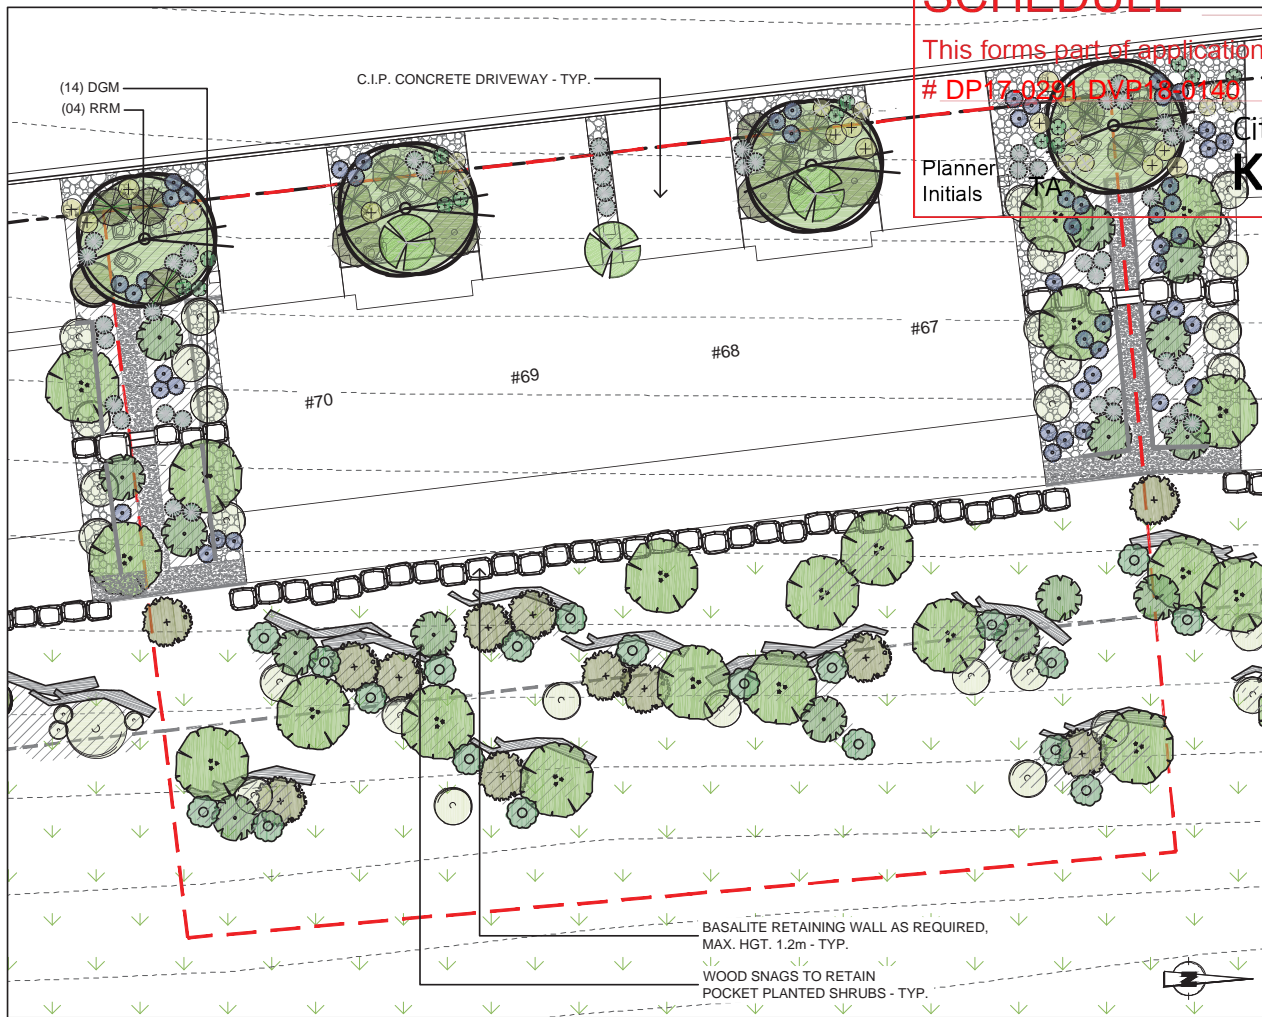 SCHEDULE
This forms part of application
# DP17-0291 DVP18-0140
Planner
Initials
TA
(14) DGM
(04) RRM
C.I.P. CONCRETE DRIVEWAY - TYP.
#67
#68
#69
#70
BASALITE RETAINING WALL AS REQUIRED,
MAX. HGT. 1.2m - TYP.
WOOD SNAGS TO RETAIN
POCKET PLANTED SHRUBS - TYP.
N